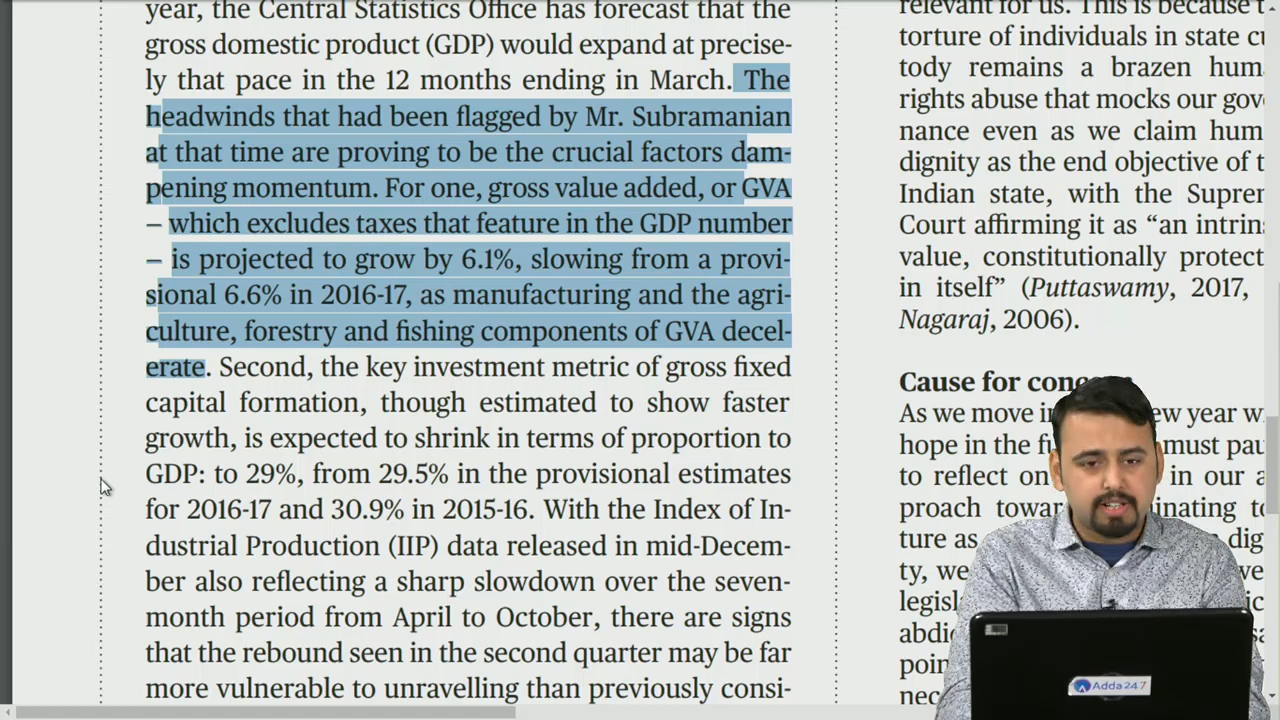 year, the Central Statistics Office has forecast that the
gross domestic product (GDP) would expand at precise-
ly that pace in the 12 months ending in March. The
headwinds that had been flagged by Mr. Subramanian
at that time are proving to be the crucial factors dam-
pening momentum. For one, gross value added, or GVA
– which excludes taxes that feature in the GDP number
– is projected to grow by 6.1%, slowing from a provi-
sional 6.6% in 2016-17, as manufacturing and the agri-
culture, forestry and fishing components of GVA decel-
erate. Second, the key investment metric of gross fixed
capital formation, though estimated to show faster
growth, is expected to shrink in terms of proportion to
GDP: to 29%, from 29.5% in the provisional estimates
for 2016-17 and 30.9% in 2015-16. With the Index of In-
dustrial Production (IIP) data released in mid-Decem-
ber also reflecting a sharp slowdown over the seven-
month period from April to October, there are signs
that the rebound seen in the second quarter may be far
more vulnerable to unravelling than previously consi-
relevant for us. This is because
torture of individuals in state
tody remains a brazen
rights abuse that mocks our
nance even as we claim
dignity as the end objective of
Indian state, with the
Court affirming it as “an
value, constitutionally
in itself” (Puttaswamy, 2017,
Nagaraj, 2006).
Cause for
As we move
hope in the must
to reflect on in our
proach
ture as
ty, we
Adda247